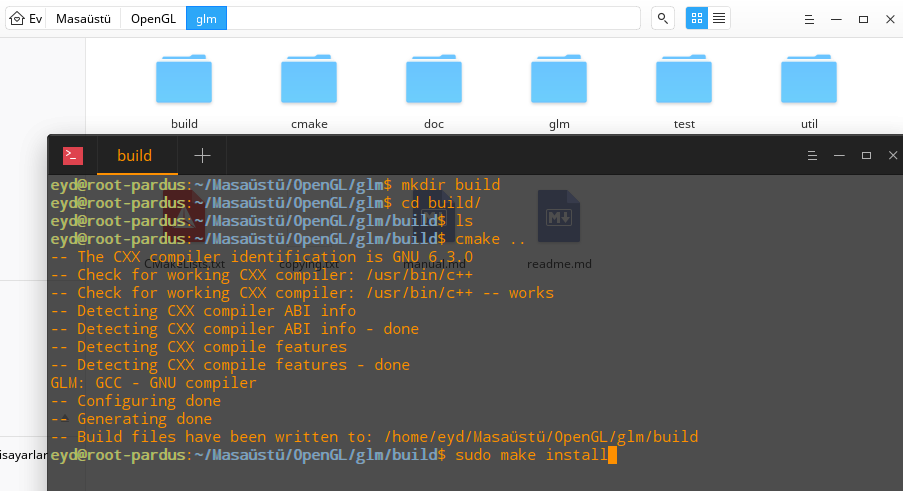 Ev Masaüstü OpenGL glm
build cmake doc glm test util
build
eyd@root-pardus:~/Masaüstü/OpenGL/glm$ mkdir build
eyd@root-pardus:~/Masaüstü/OpenGL/glm$ cd build/
eyd@root-pardus:~/Masaüstü/OpenGL/glm/build$ ls
eyd@root-pardus:~/Masaüstü/OpenGL/glm/build$ cmake ..
CMakeLists.txt copying.txt manual.md readme.md
-- The CXX compiler identification is GNU 6.3.0
-- Check for working CXX compiler: /usr/bin/c++
-- Check for working CXX compiler: /usr/bin/c++ -- works
-- Detecting CXX compiler ABI info
-- Detecting CXX compiler ABI info - done
-- Detecting CXX compile features
-- Detecting CXX compile features - done
GLM: GCC - GNU compiler
-- Configuring done
-- Generating done
-- Build files have been written to: /home/eyd/Masaüstü/OpenGL/glm/build
isayarlar
eyd@root-pardus:~/Masaüstü/OpenGL/glm/build$ sudo make install